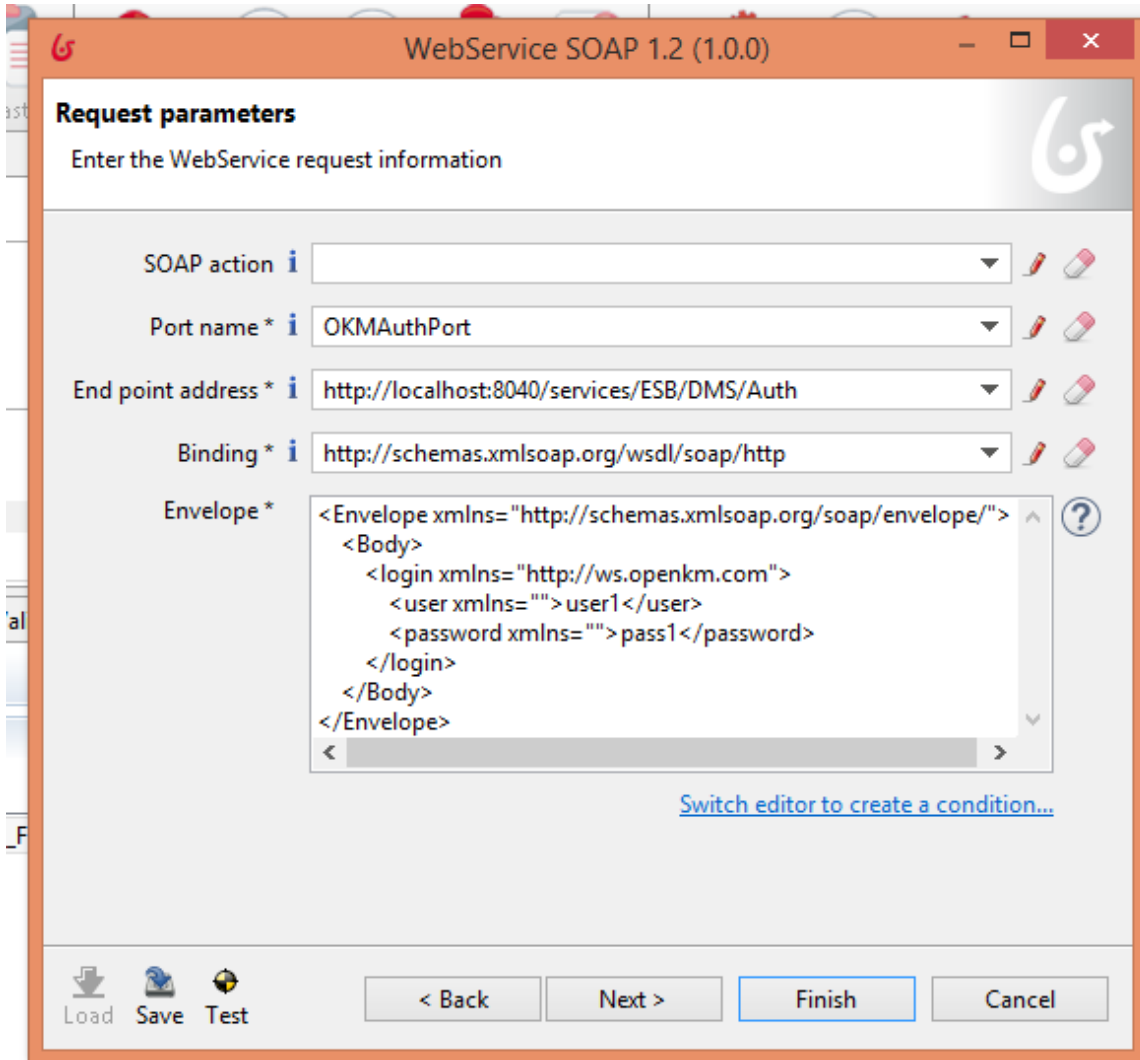 WebService SOAP 1.2 (1.0.0)
Request parameters
Enter the WebService request information
SOAP action
Port name * OKMAuthPort
End point address * http://localhost:8040/services/ESB/DMS/Auth
Binding * http://schemas.xmlsoap.org/wsdl/soap/http
Envelope *
<Envelope xmlns="http://schemas.xmlsoap.org/soap/envelope/">
<Body>
<login xmlns="http://ws.openkm.com">
<user xmlns="">user1</user>
<password xmlns="">pass1</password>
</login>
</Body>
</Envelope>
Switch editor to create a condition...
Load Save Test < Back Next > Finish Cancel